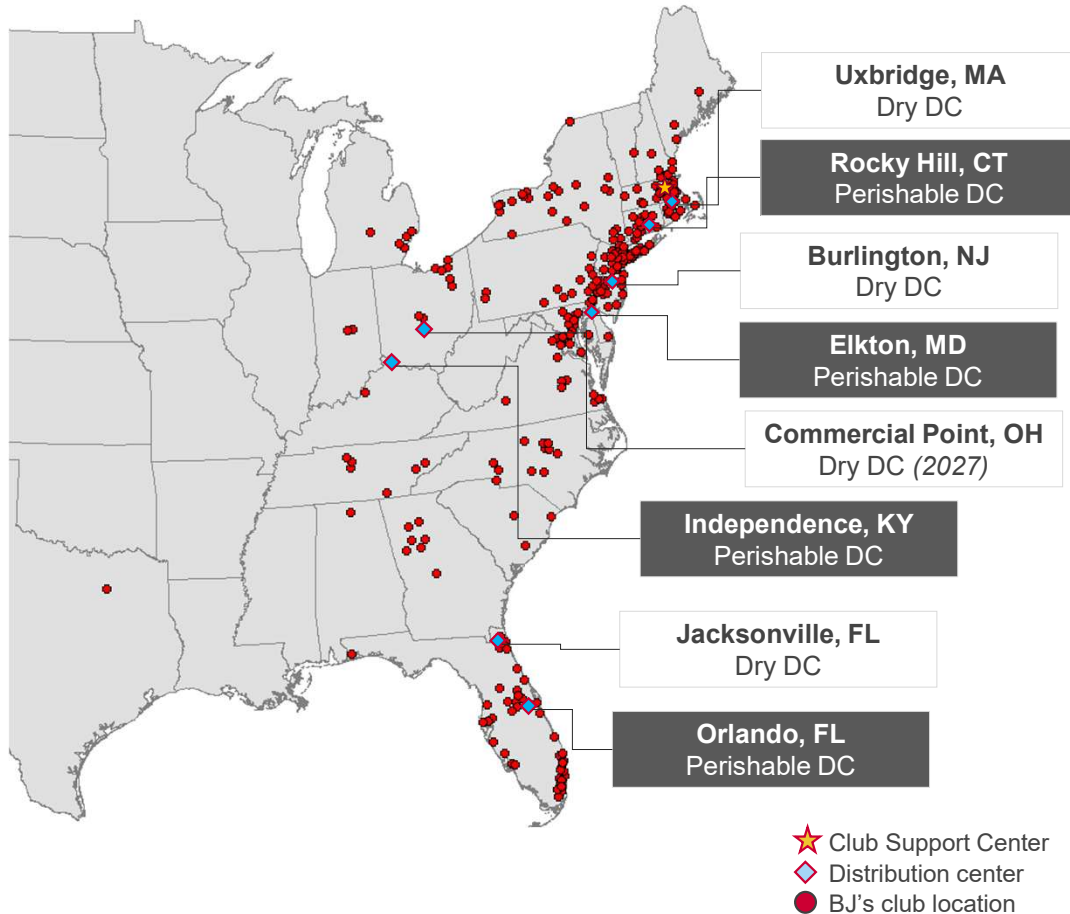 Uxbridge, MA
Dry DC
Rocky Hill, CT
Perishable DC
Burlington, NJ
Dry DC
Elkton, MD
Perishable DC
Commercial Point, OH
Dry DC (2027)
Independence, KY
Perishable DC
Jacksonville, FL
Dry DC
Orlando, FL
Perishable DC
Club Support Center
Distribution center
BJ's club location